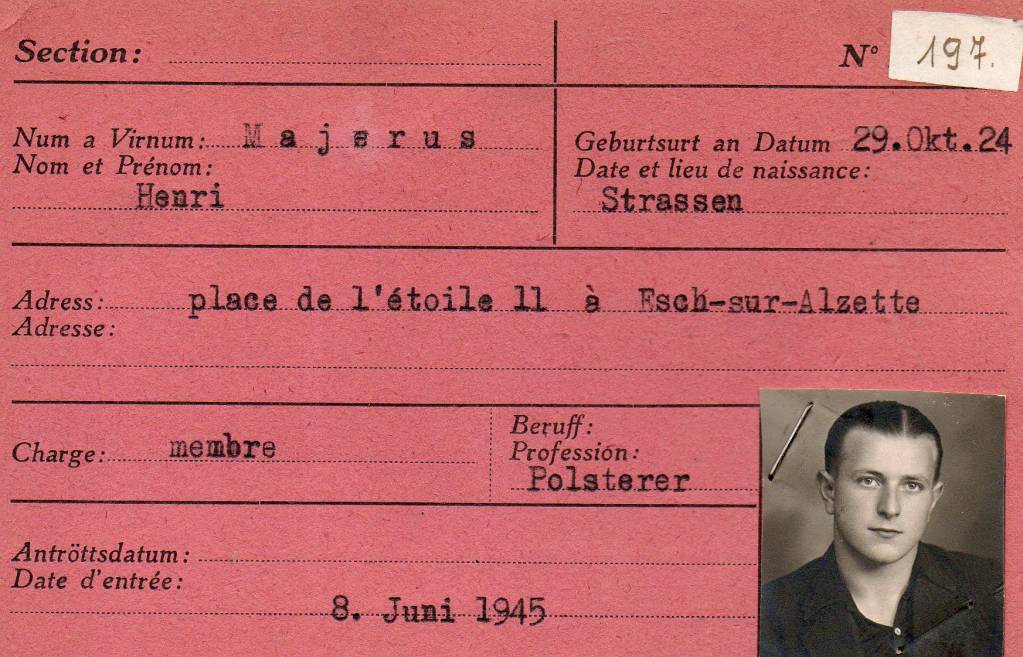 Section:
N° 197.
Num a Virnum: Majerus
Nom et Prénom:
Henri
Geburtsurt an Datum 29.Okt.24
Date et lieu de naissance:
Strassen
Adress: place de l'étoile 11 à Esch-sur-Alzette
Adresse:
Charge: membre
Beruff:
Profession:
Polsterer
Antröttsdatum:
Date d'entrée:
8. Juni 1945